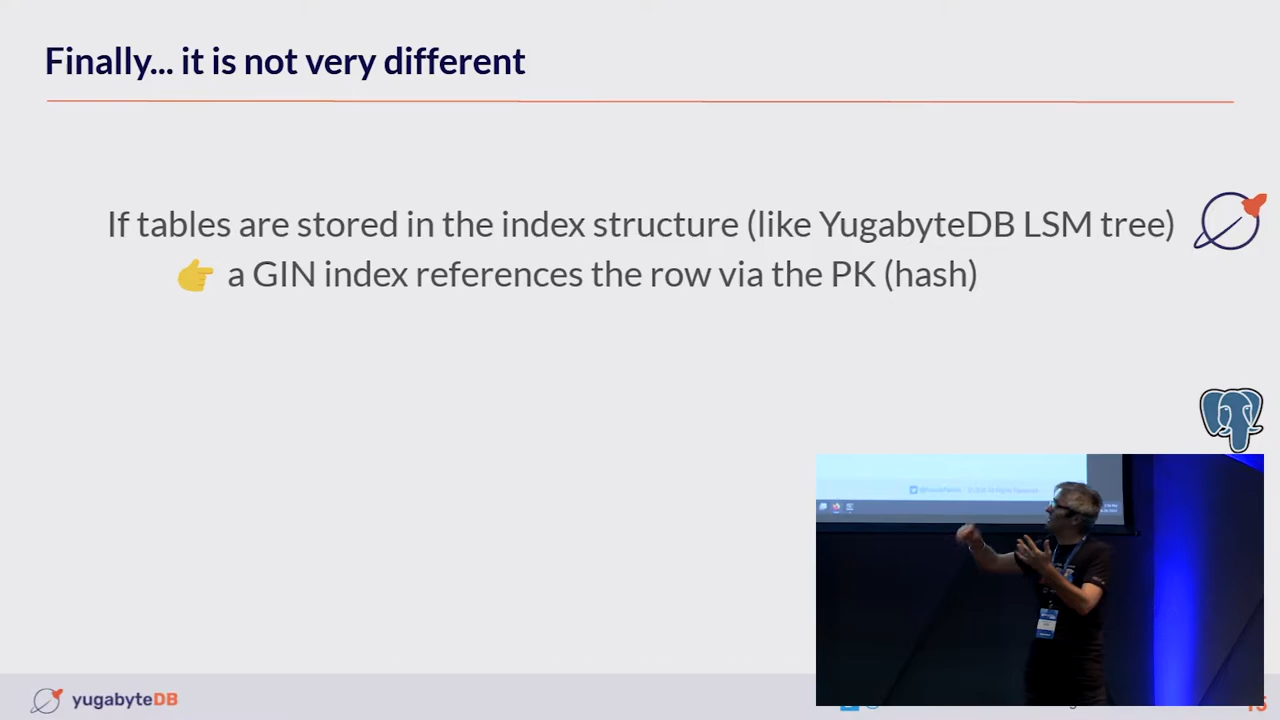 Finally... it is not very different
If tables are stored in the index structure (like YugabyteDB LSM tree)
👉 a GIN index references the row via the PK (hash)
yugabyteDB
15